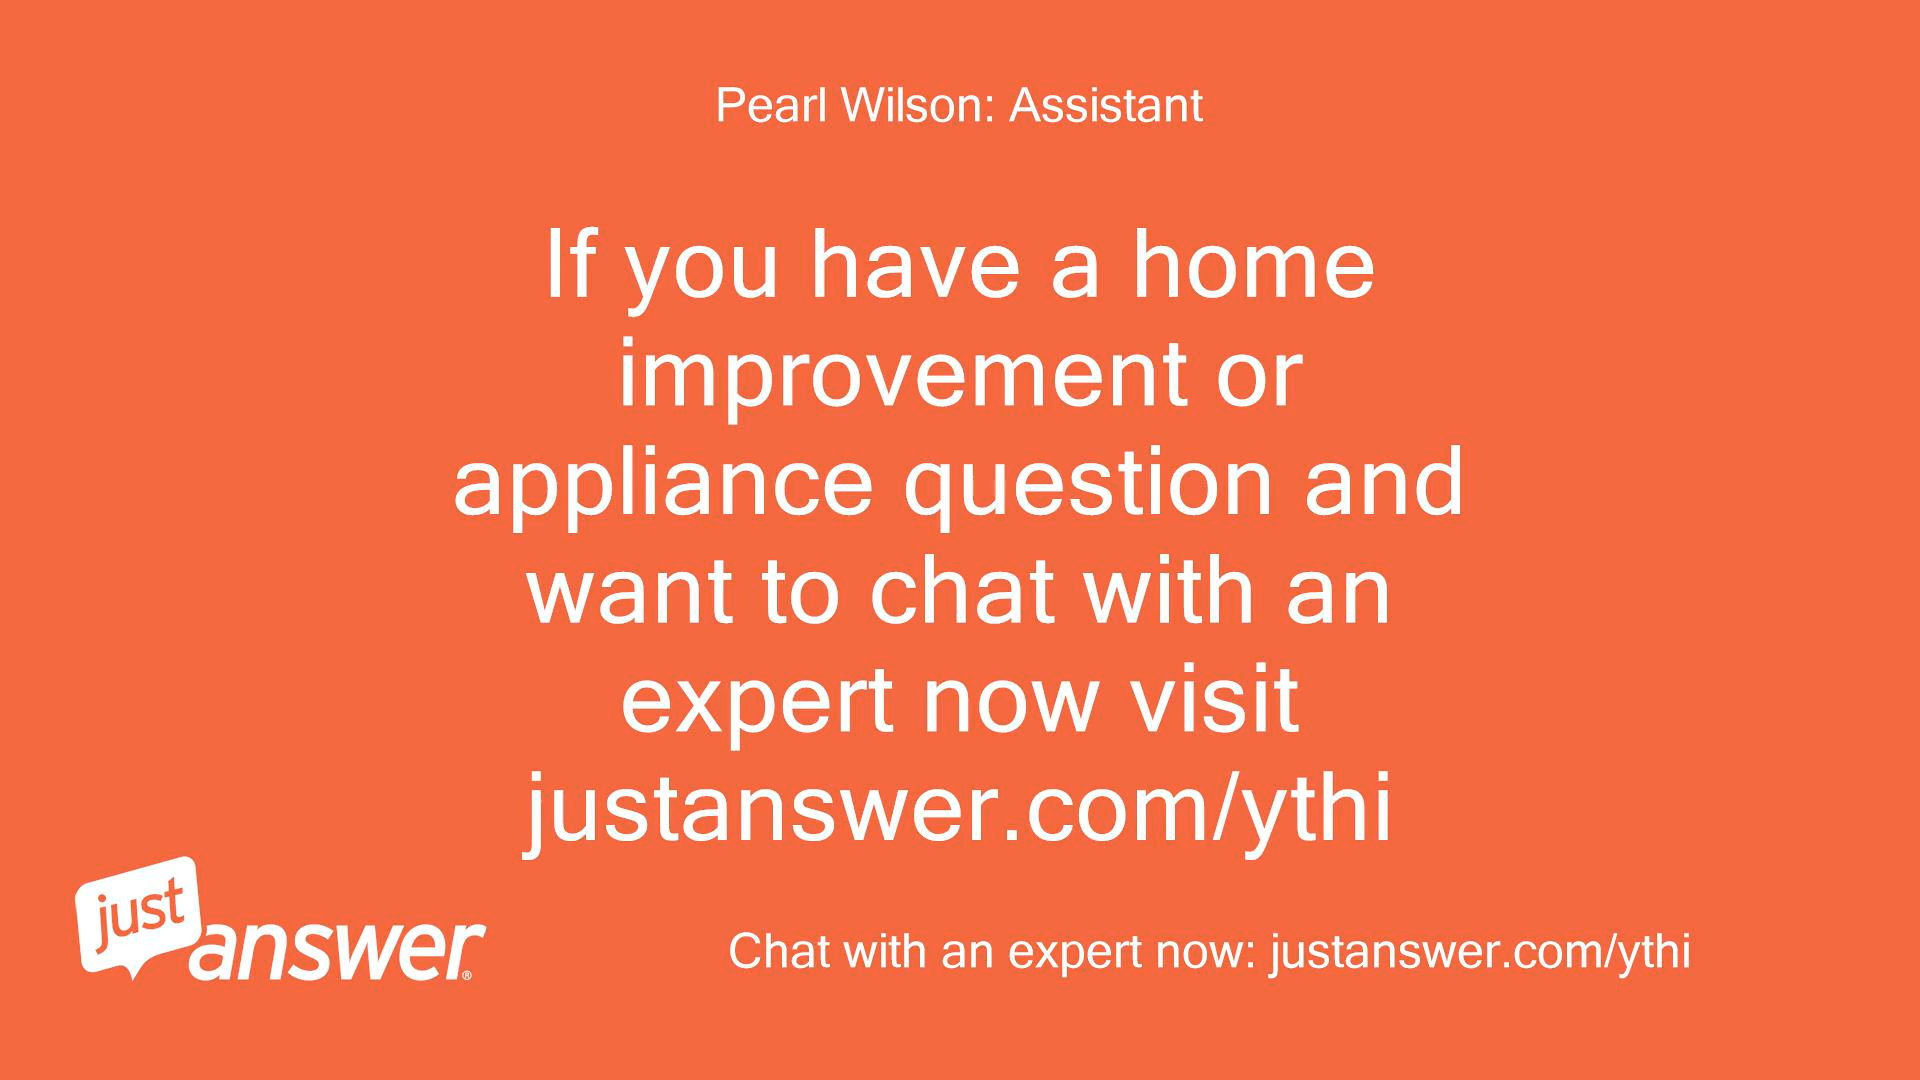 Pearl Wilson: Assistant
If you have a home
improvement or
appliance question and
want to chat with an
expert now visit
justanswer.com/ythi
just
answer®
Chat with an expert now: justanswer.com/ythi